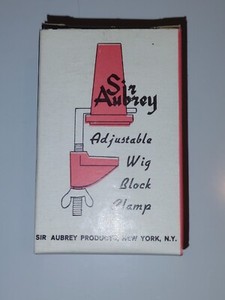 Sir
Aubrey
Adjustable
Wig
Block
Clamp
SIR AUBREY PRODUCTS, NEW YORK, N.Y.